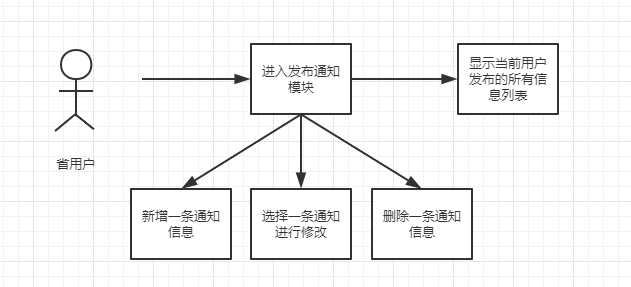 进入发布通知
模块
显示当前用户
发布的所有信
息列表
省用户
新增一条通知
信息
选择一条通知
进行修改
删除一条通知
信息